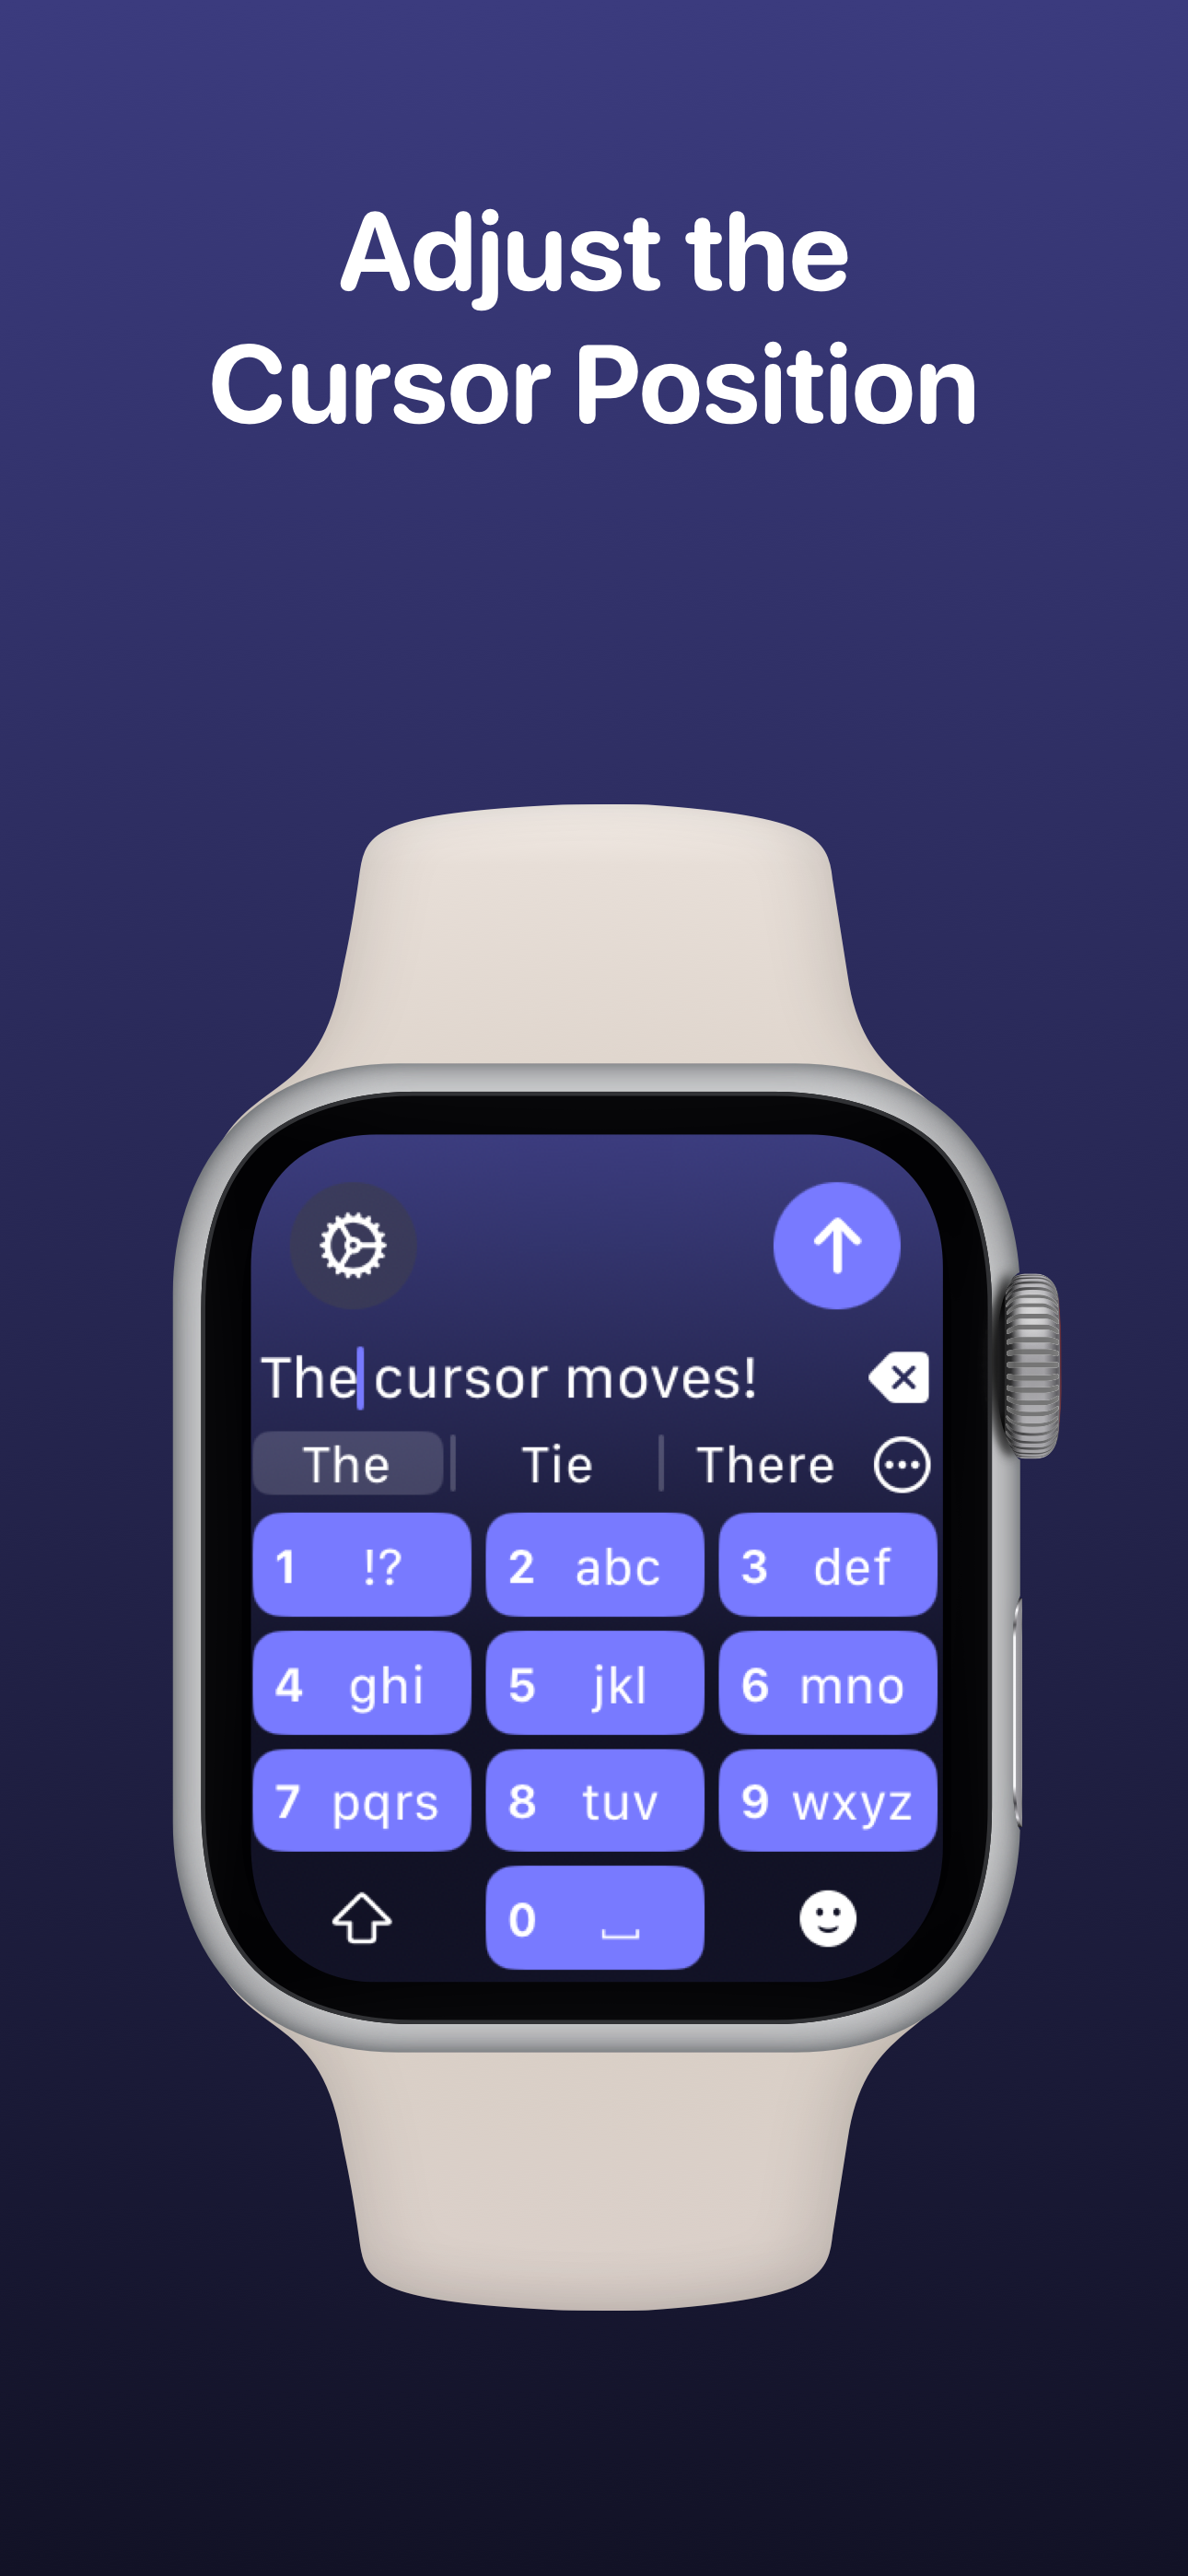 Adjust the
Cursor Position
The cursor moves!
The Tie There
1 !? 2 abc 3 def
4 ghi 5 jkl 6 mno
7 pqrs 8 tuv 9 wxyz
0